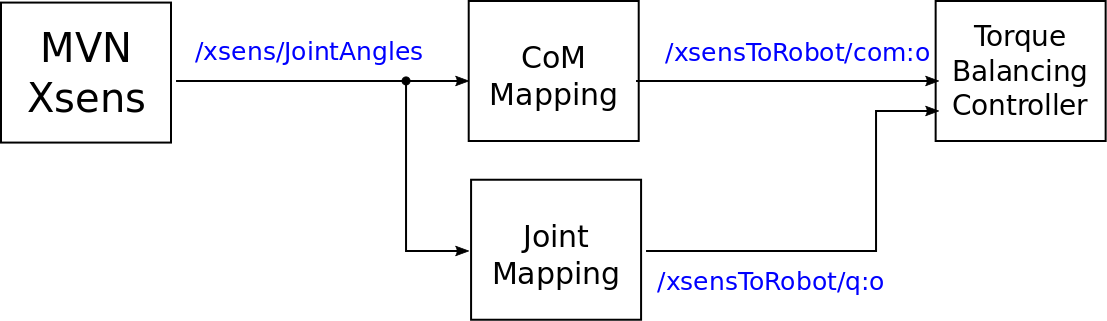 MVN
Xsens
/xsens/JointAngles
CoM
Mapping
/xsensToRobot/com:o
Torque
Balancing
Controller
Joint
Mapping
/xsensToRobot/q:o